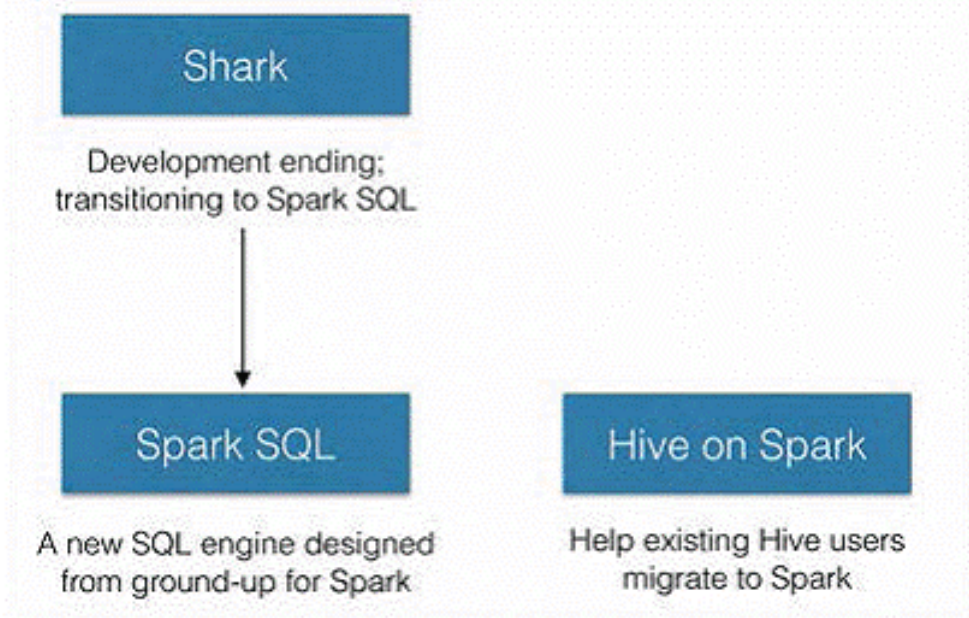 Shark
Development ending;
transitioning to Spark SQL
Spark SQL
A new SQL engine designed
from ground-up for Spark
Hive on Spark
Help existing Hive users
migrate to Spark